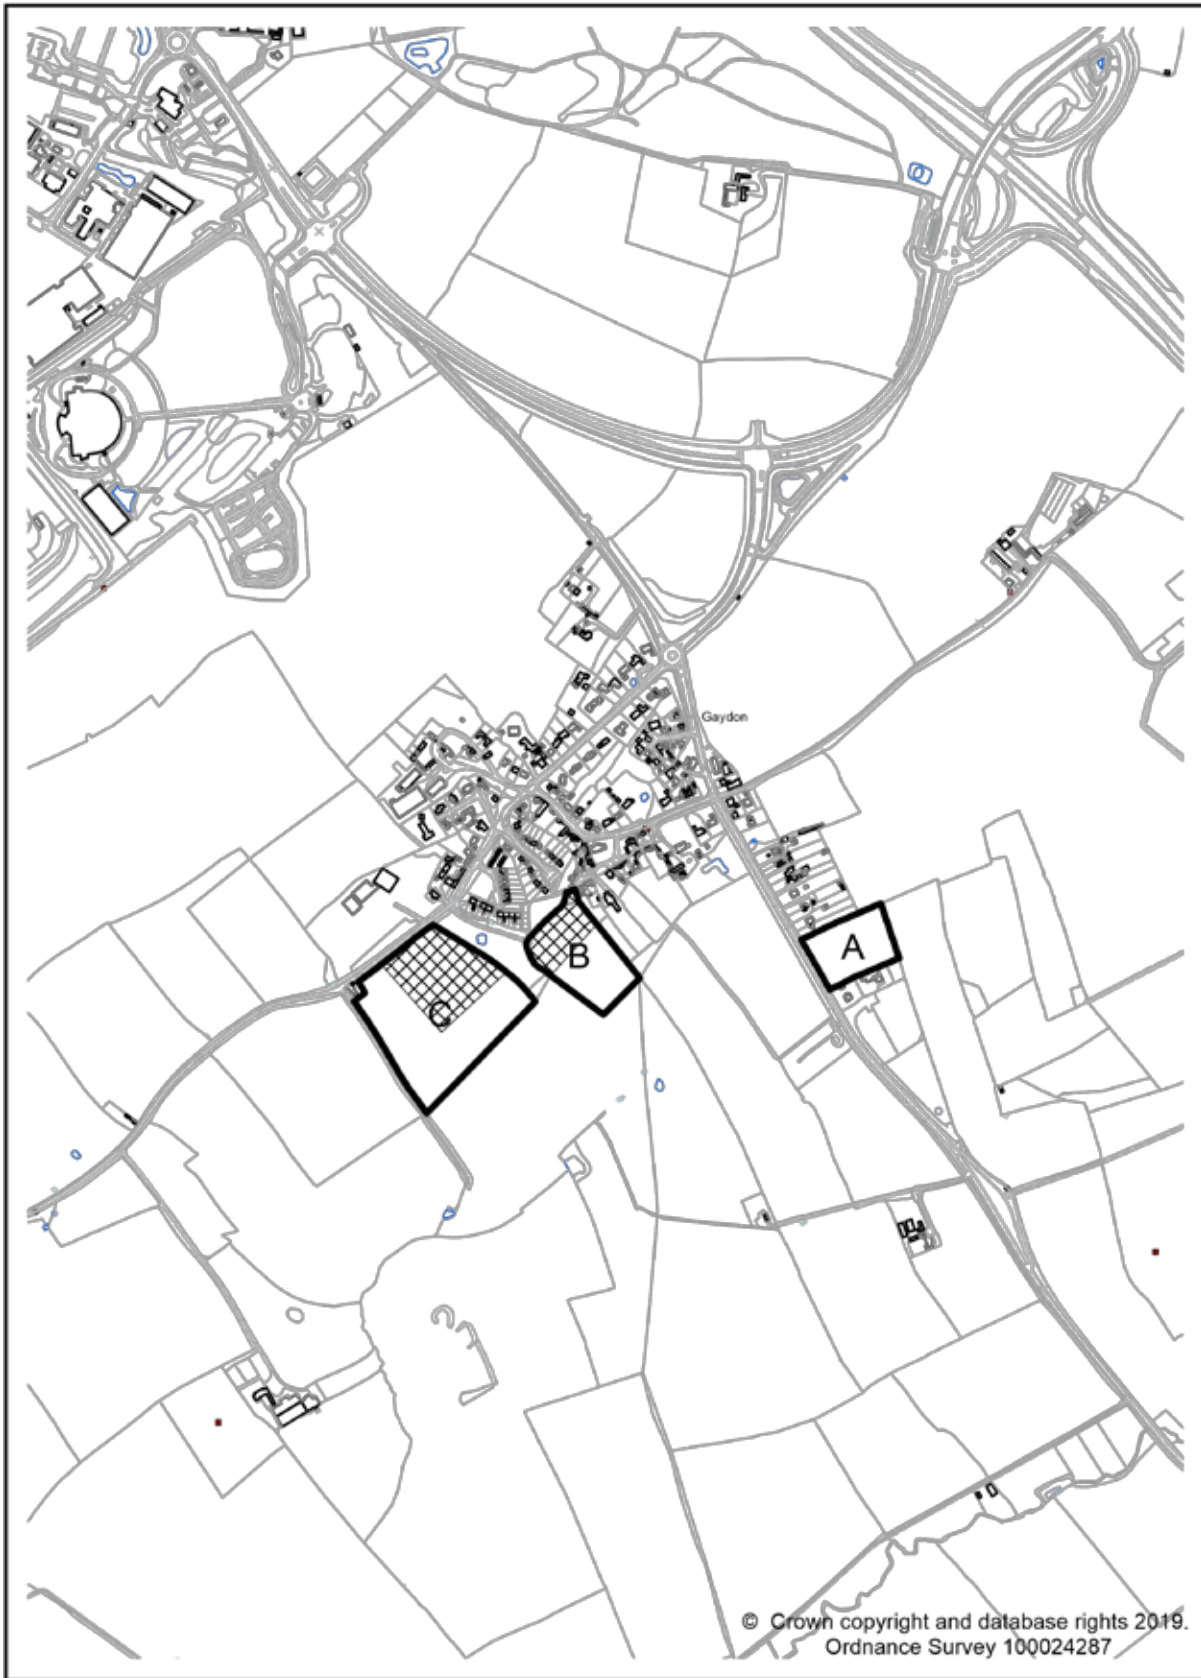 Gaydon
B
A
C
© Crown copyright and database rights 2019.
Ordnance Survey 100024287